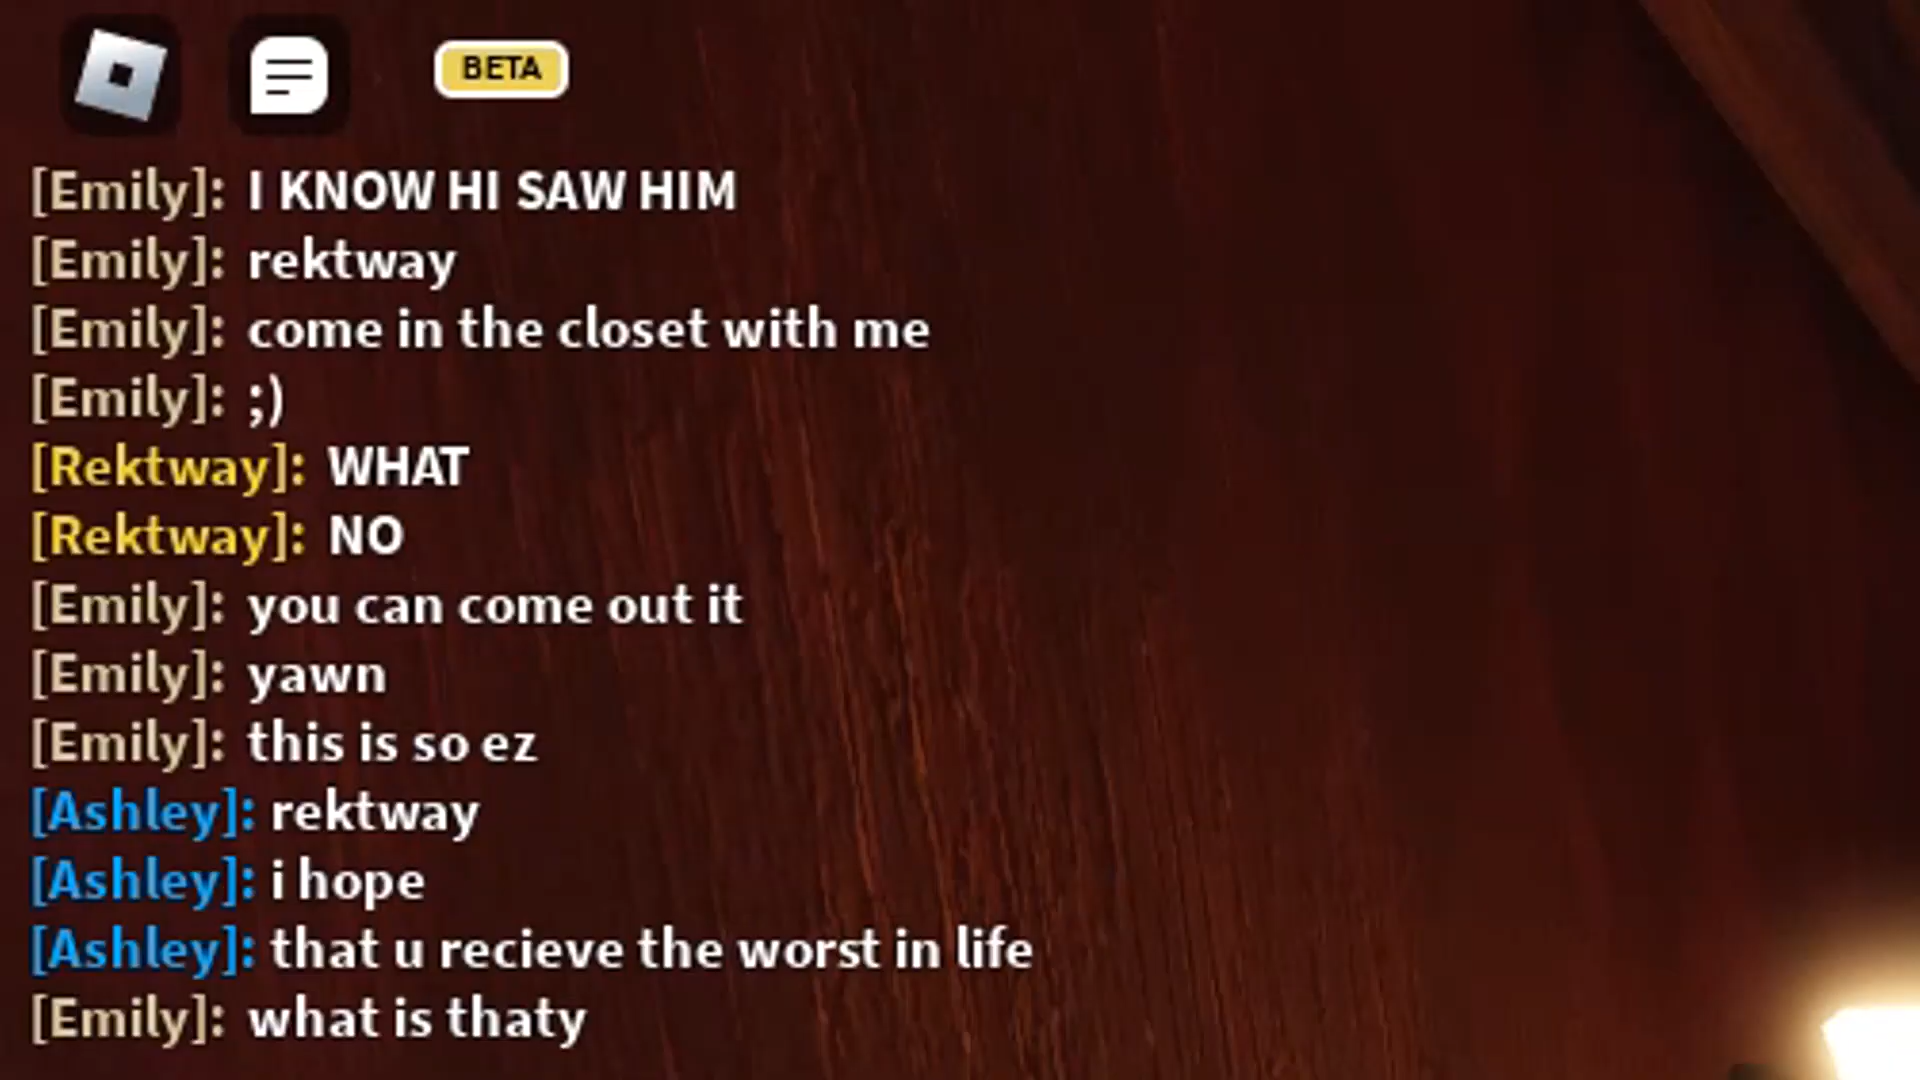 BETA
[Emily]: I KNOW HI SAW HIM
[Emily]: rektway
[Emily]: come in the closet with me
[Emily]: ;)
[Rektway]: WHAT
[Rektway]: NO
[Emily]: you can come out it
[Emily]: yawn
[Emily]: this is so ez
[Ashley]: rektway
[Ashley]: i hope
[Ashley]: that u recieve the worst in life
[Emily]: what is thaty